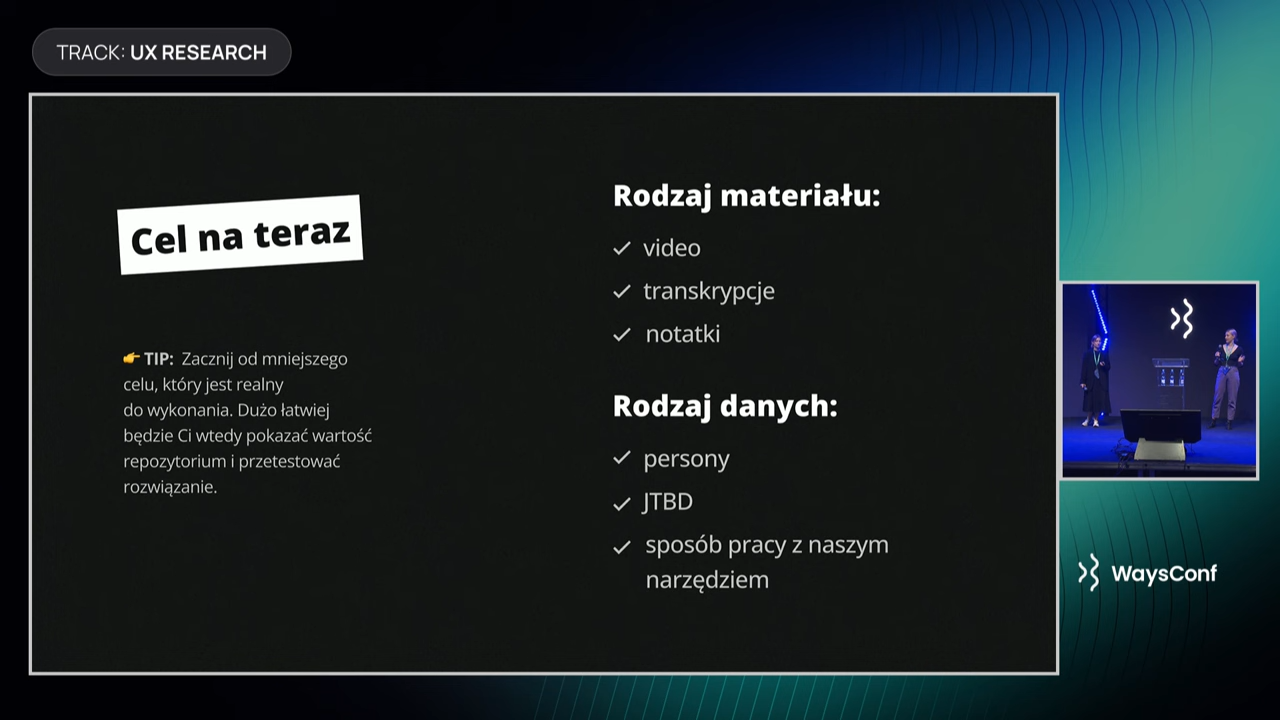 TRACK: UX RESEARCH
Cel na teraz
👉 TIP: Zacznij od mniejszego
celu, który jest realny
do wykonania. Dużo łatwiej
będzie Ci wtedy pokazać wartość
repozytorium i przetestować
rozwiązanie.
Rodzaj materiału:
✓ video
✓ transkrypcje
✓ notatki
Rodzaj danych:
✓ persony
✓ JTBD
✓ sposób pracy z naszym
narzędziem
WaysConf